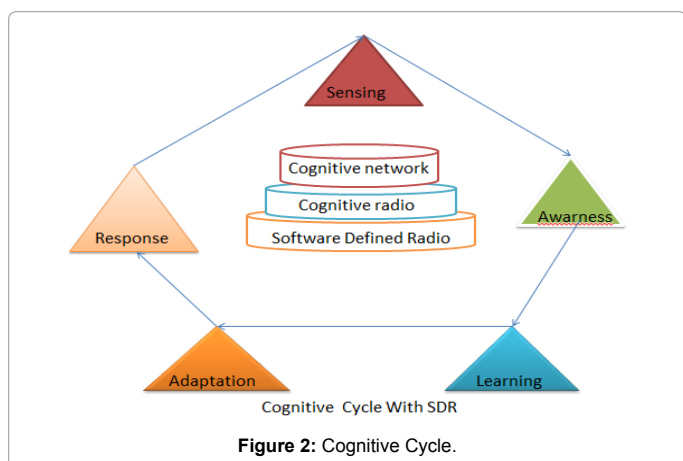 Sensing
Cognitive network
Cognitive radio
Software Defined Radio
Response
Awarness
Adaptation
Learning
Cognitive Cycle With SDR
Figure 2: Cognitive Cycle.